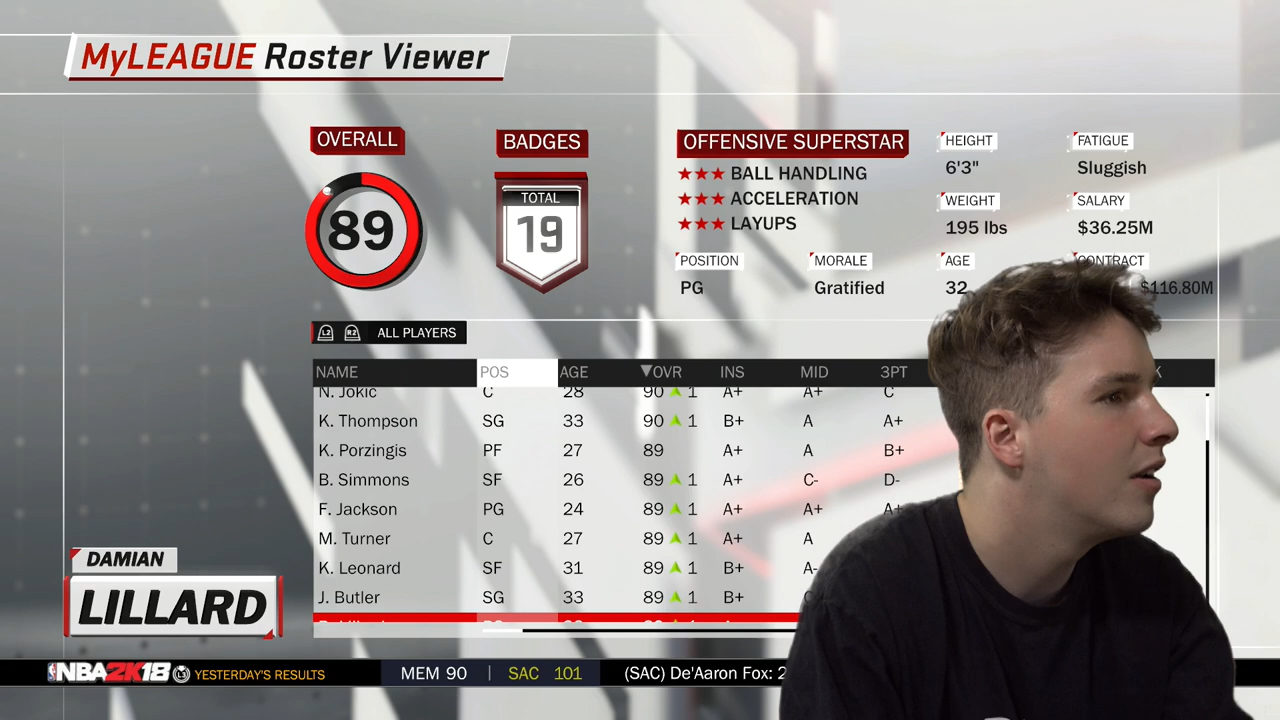 MyLEAGUE Roster Viewer
OVERALL
89
BADGES
TOTAL
19
OFFENSIVE SUPERSTAR
★★★ BALL HANDLING
★★★ ACCELERATION
★★★ LAYUPS
HEIGHT
6'3"
FATIGUE
Sluggish
WEIGHT
195 lbs
SALARY
$36.25M
POSITION
PG
MORALE
Gratified
AGE
32
CONTRACT
$116.80M
L2 R2 ALL PLAYERS
NAME POS AGE ▼OVR INS MID 3PT
N. Jokic C 28 90 ▲ 1 A+ A+ C
K. Thompson SG 33 90 ▲ 1 B+ A A+
K. Porzingis PF 27 89 A+ A B+
B. Simmons SF 26 89 ▲ 1 A+ C- D-
F. Jackson PG 24 89 ▲ 1 A+ A+ A+
M. Turner C 27 89 ▲ 1 A+ A
K. Leonard SF 31 89 ▲ 1 B+ A-
J. Butler SG 33 89 ▲ 1 B+
DAMIAN
LILLARD
NBA2K18 YESTERDAY'S RESULTS MEM 90 | SAC 101 (SAC) De'Aaron Fox: 2